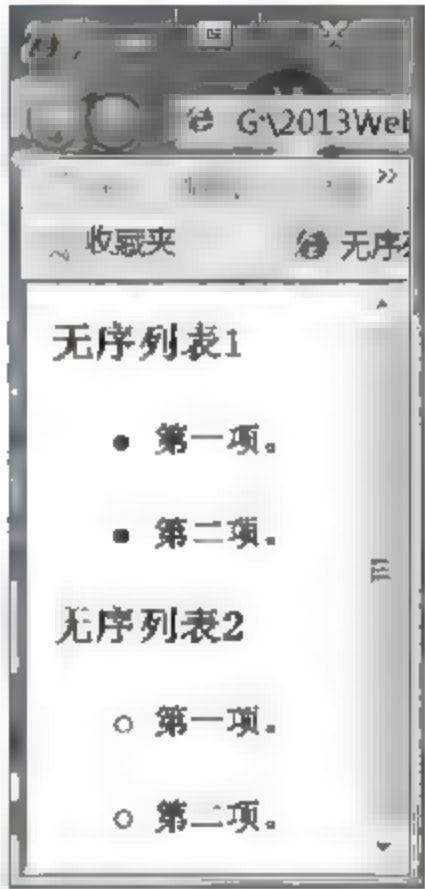 G:\2013Web
»
收藏夹 无序
无序列表1
● 第一项。
● 第二项。
无序列表2
○ 第一项。
○ 第二项。